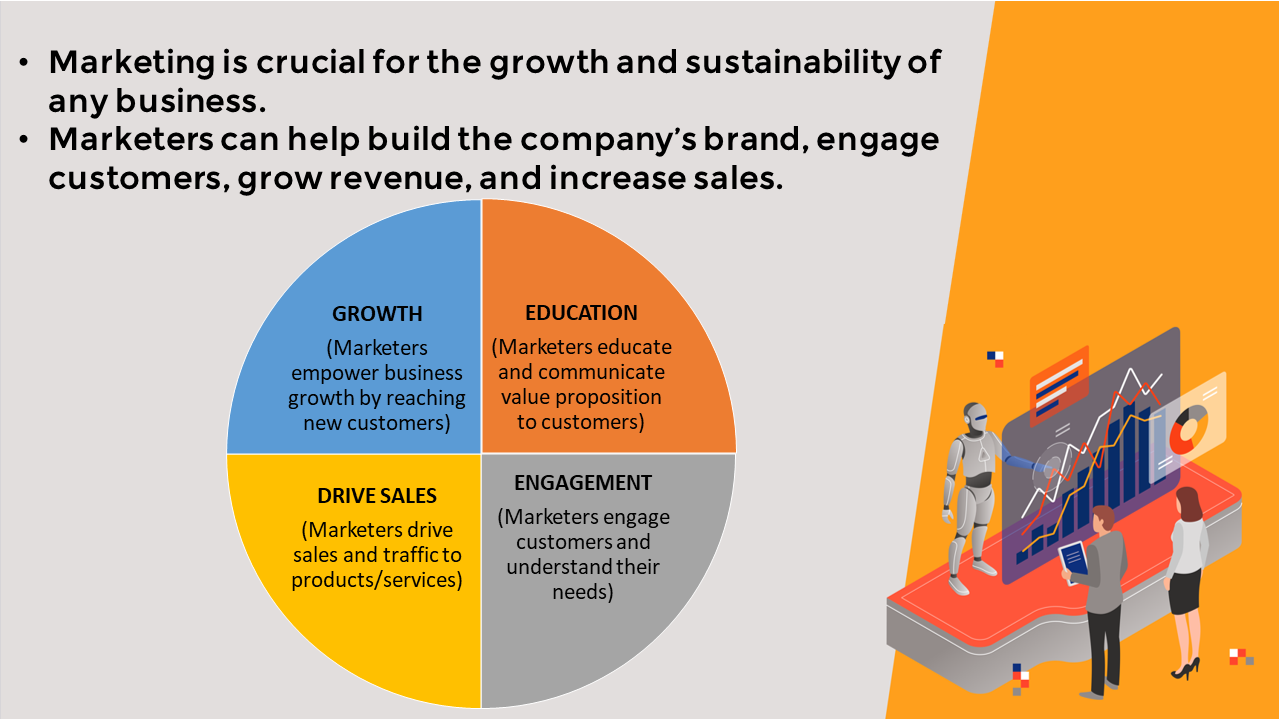 • Marketing is crucial for the growth and sustainability of
any business.
• Marketers can help build the company’s brand, engage
customers, grow revenue, and increase sales.
GROWTH
(Marketers
empower business
growth by reaching
new customers)
EDUCATION
(Marketers educate
and communicate
value proposition
to customers)
DRIVE SALES
(Marketers drive
sales and traffic to
products/services)
ENGAGEMENT
(Marketers engage
customers and
understand their
needs)